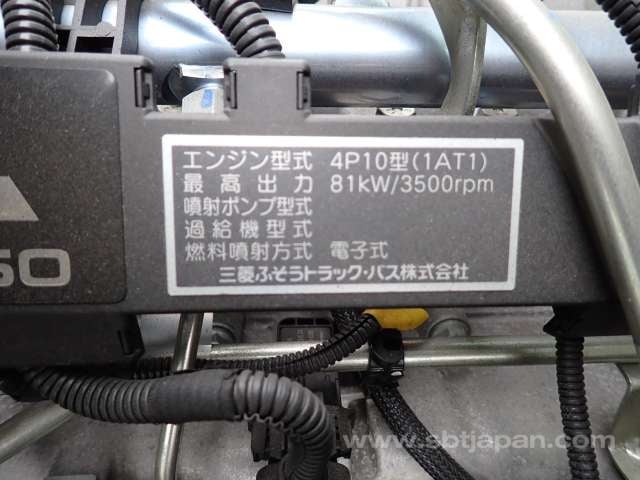 エンジン型式 4P10型(1AT1)
最高出力 81kW/3500rpm
噴射ポンプ型式
過給機型式
燃料噴射方式 電子式
三菱ふそうトラック・バス株式会社
SO
www.sbtjapan.com